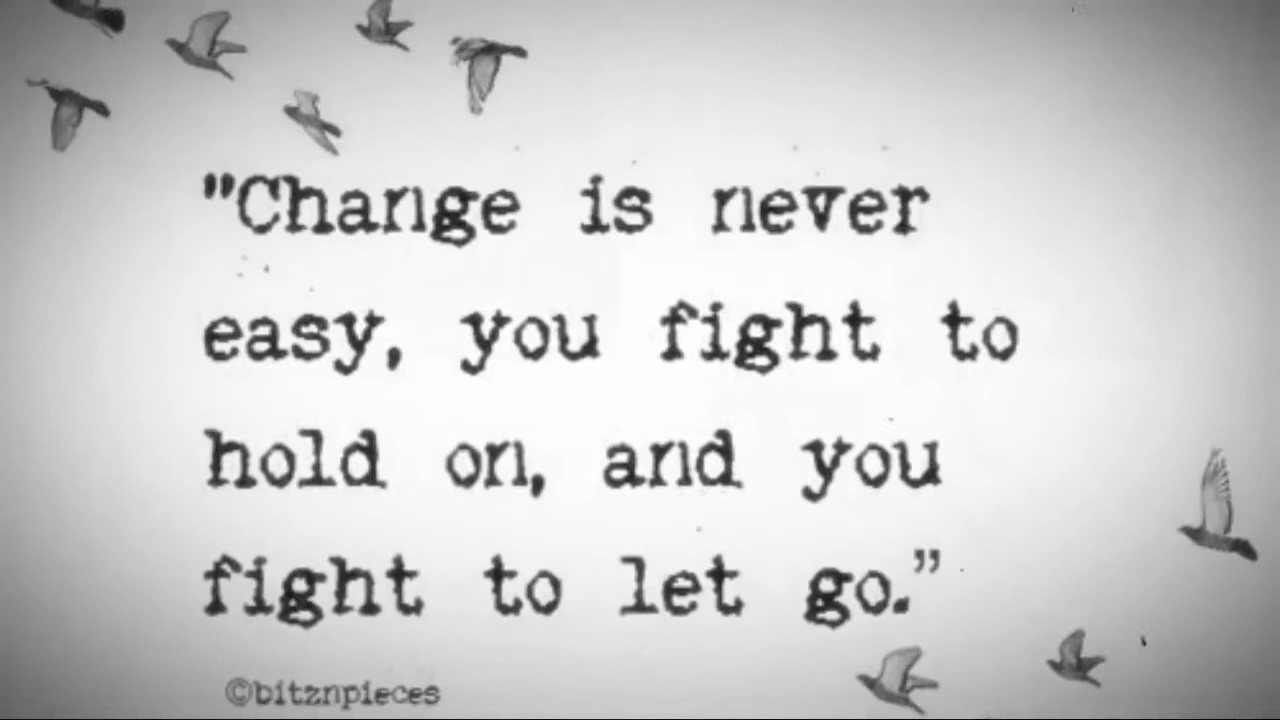 "Change is never
easy, you fight to
hold on, and you
fight to let go.”
©bitznpieces